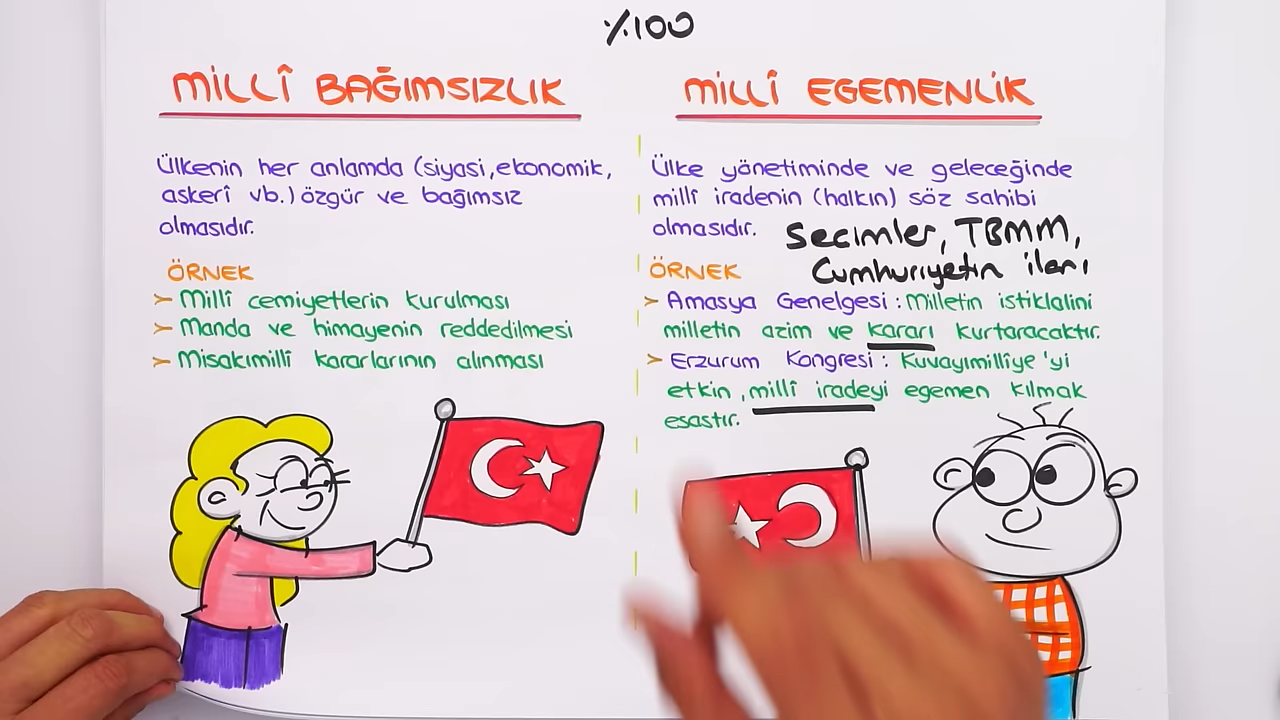 %100
MİLLÎ BAĞIMSIZLIK
Ülkenin her anlamda (siyasi, ekonomik,
askerî vb.) özgür ve bağımsız
olmasıdır.
ÖRNEK
➢ Millî cemiyetlerin kurulması
➢ Manda ve himayenin reddedilmesi
➢ Misakımillî kararlarının alınması
MİLLÎ EGEMENLİK
Ülke yönetiminde ve geleceğinde
millî iradenin (halkın) söz sahibi
olmasıdır.
Secimler, TBMM,
Cumhuriyetin ilanı
ÖRNEK
➢ Amasya Genelgesi : Milletin istiklalini
milletin azim ve kararı kurtaracaktır.
➢ Erzurum Kongresi : Kuvayımillîye'yi
etkin, millî iradeyi egemen kılmak
esastır.